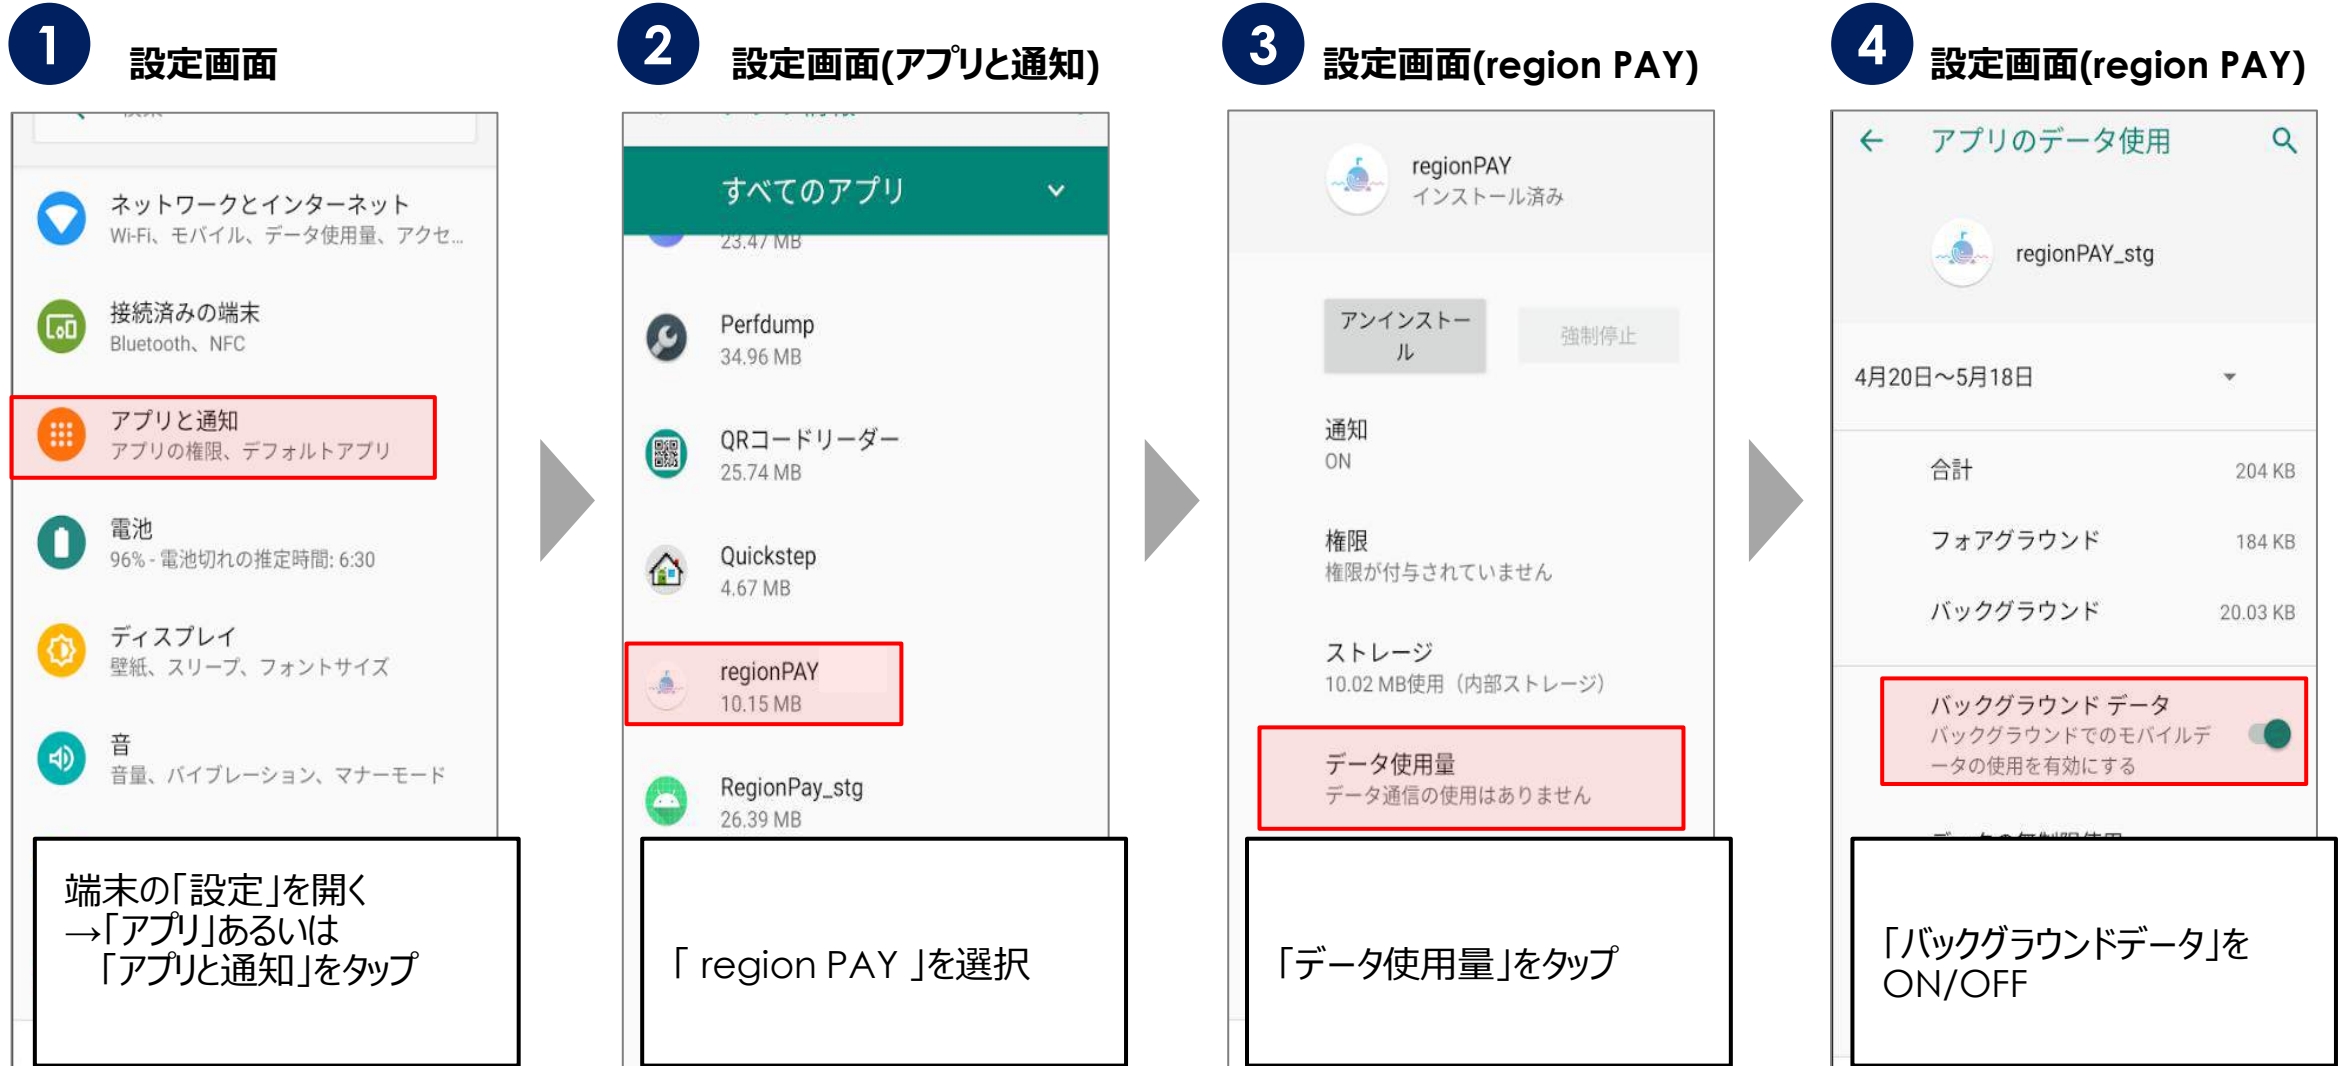 1
設定画面
ネットワークとインターネット
Wi-Fi、モバイル、データ使用量、アクセ...
接続済みの端末
Bluetooth、NFC
アプリと通知
アプリの権限、デフォルトアプリ
電池
96% - 電池切れの推定時間: 6:30
ディスプレイ
壁紙、スリープ、フォントサイズ
音
音量、バイブレーション、マナーモード
端末の「設定」を開く
→「アプリ」あるいは
「アプリと通知」をタップ
2
設定画面(アプリと通知)
すべてのアプリ
23.47 MB
Perfdump
34.96 MB
QRコードリーダー
25.74 MB
Quickstep
4.67 MB
regionPAY
10.15 MB
RegionPay_stg
26.39 MB
「 region PAY 」を選択
3
設定画面(region PAY)
regionPAY
インストール済み
アンインストー
ル
強制停止
通知
ON
権限
権限が付与されていません
ストレージ
10.02 MB使用（内部ストレージ）
データ使用量
データ通信の使用はありません
「データ使用量」をタップ
4
設定画面(region PAY)
アプリのデータ使用
regionPAY_stg
4月20日～5月18日
合計
204 KB
フォアグラウンド
184 KB
バックグラウンド
20.03 KB
バックグラウンド データ
バックグラウンドでのモバイルデ
ータの使用を有効にする
「バックグラウンドデータ」を
ON/OFF